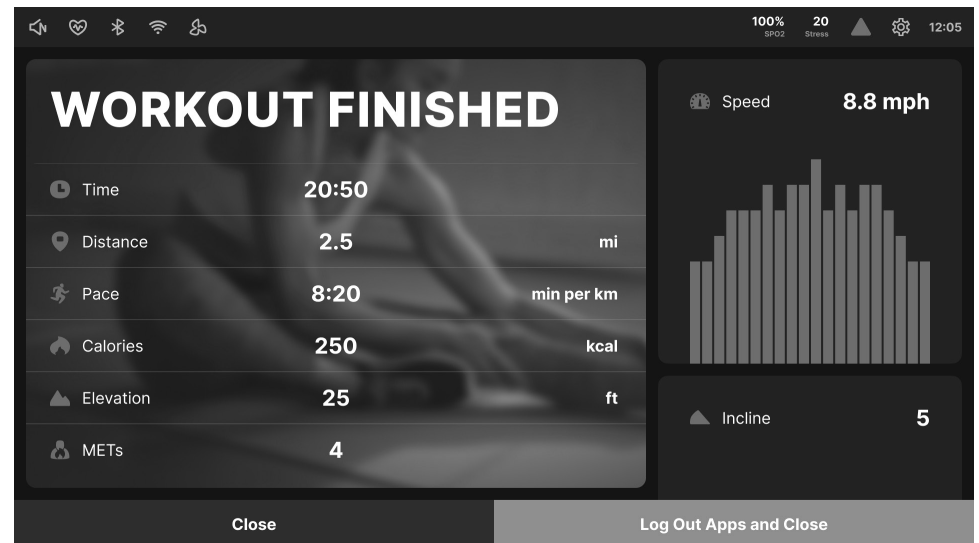 100% 20 12:05
SPO2 Stress
WORKOUT FINISHED
Time 20:50
Distance 2.5 mi
Pace 8:20 min per km
Calories 250 kcal
Elevation 25 ft
METs 4
Speed 8.8 mph
Incline 5
Close
Log Out Apps and Close